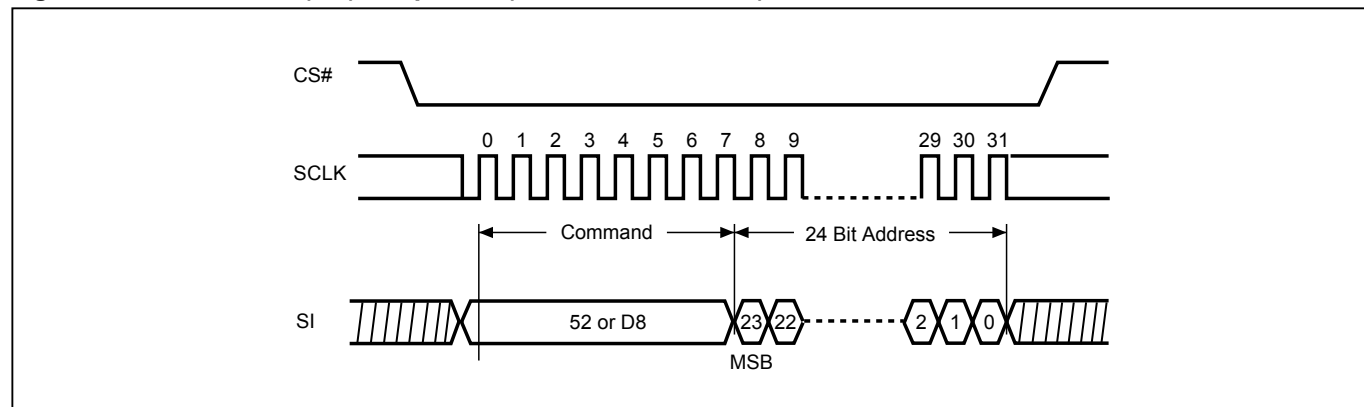 CS#
0 1 2 3 4 5 6 7 8 9 29 30 31
SCLK
Command 24 Bit Address
SI 52 or D8 23 22 2 1 0
MSB